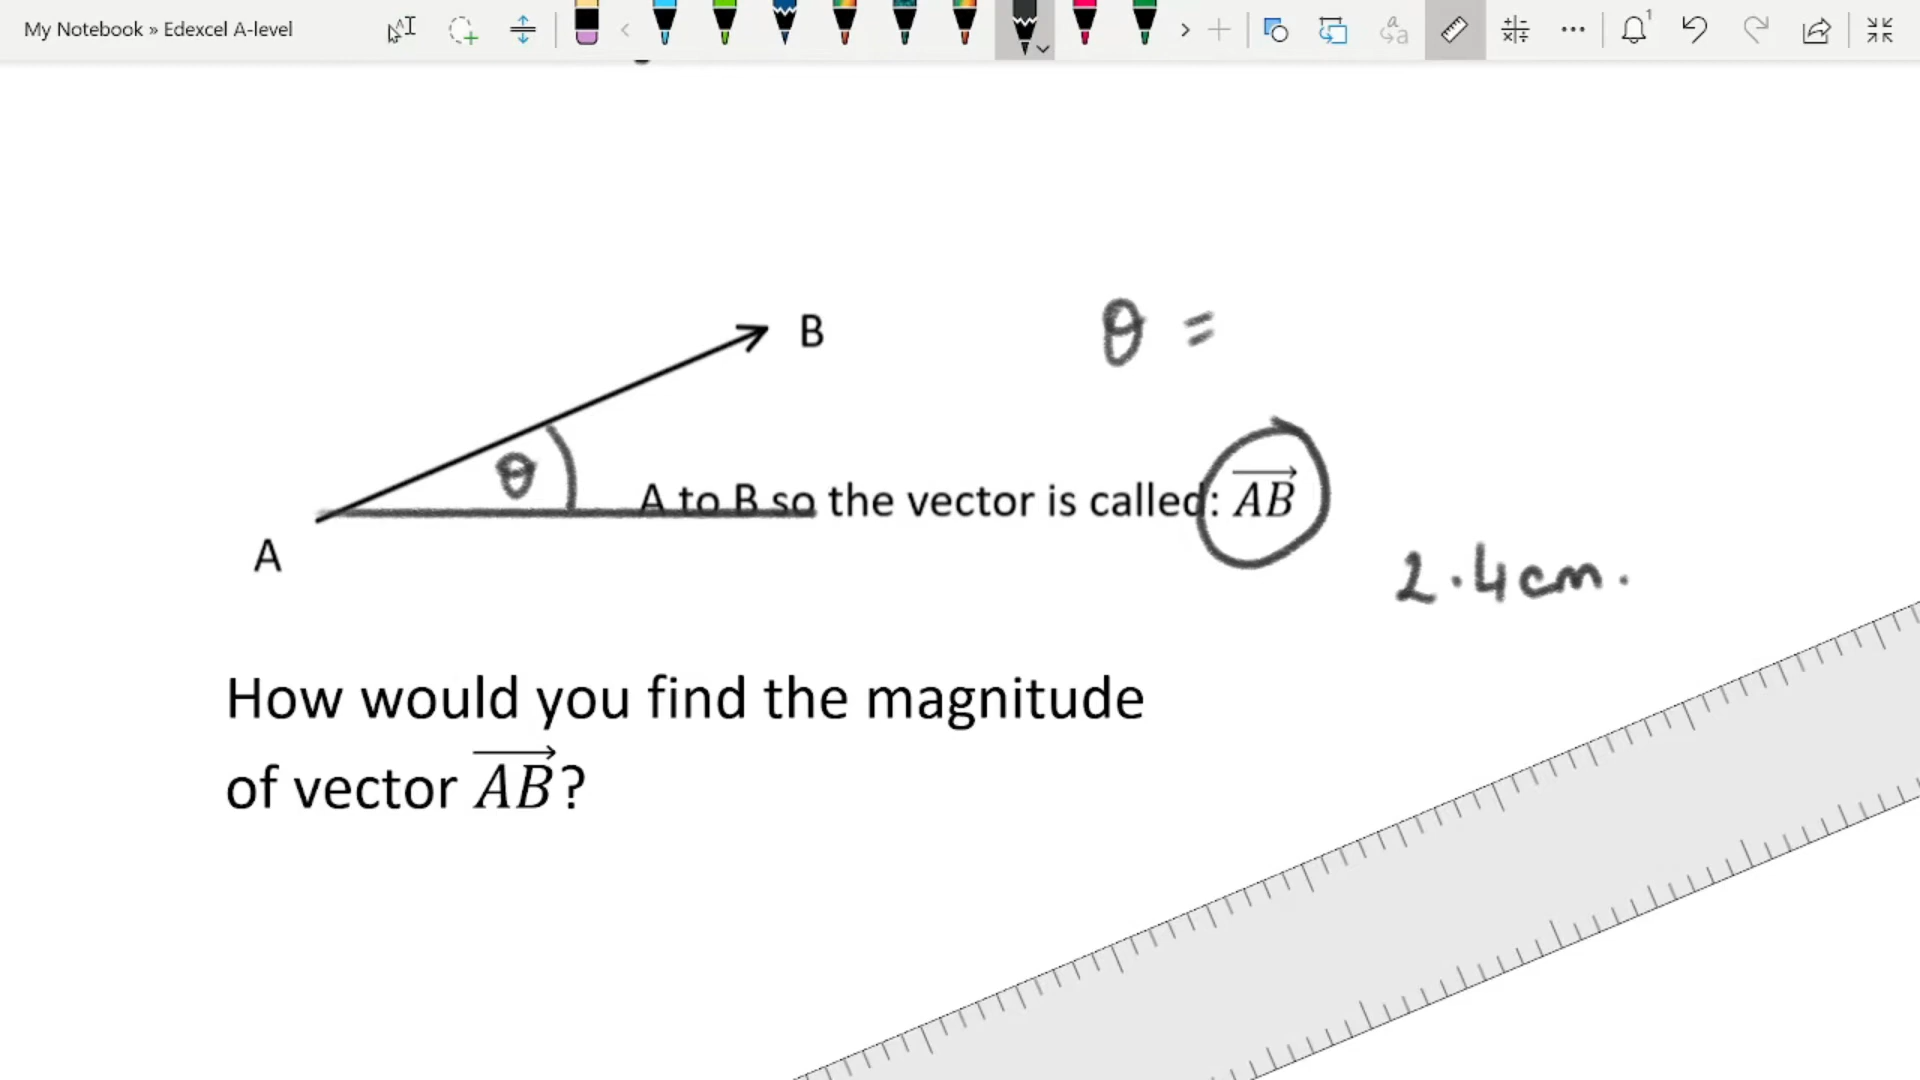 My Notebook » Edexcel A-level
B
θ =
θ
A to B so the vector is called: AB
A
2.4cm.
How would you find the magnitude
of vector AB?